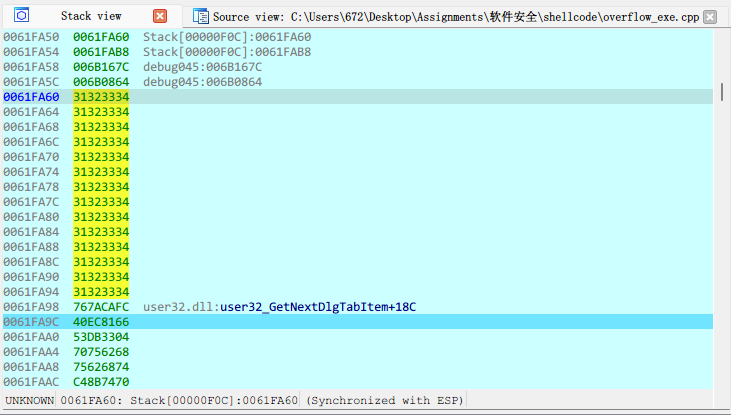 Stack view
Source view: C:\Users\672\Desktop\Assignments\软件安全\shellcode\overflow_exe.cpp
0061FA50 0061FA60 Stack[00000F0C]:0061FA60
0061FA54 0061FAB8 Stack[00000F0C]:0061FAB8
0061FA58 006B167C debug045:006B167C
0061FA5C 006B0864 debug045:006B0864
0061FA60 31323334
0061FA64 31323334
0061FA68 31323334
0061FA6C 31323334
0061FA70 31323334
0061FA74 31323334
0061FA78 31323334
0061FA7C 31323334
0061FA80 31323334
0061FA84 31323334
0061FA88 31323334
0061FA8C 31323334
0061FA90 31323334
0061FA94 31323334
0061FA98 767ACAFC user32.dll:user32_GetNextDlgTabItem+18C
0061FA9C 40EC8166
0061FAA0 53DB3304
0061FAA4 70756268
0061FAA8 75626874
0061FAAC C48B7470
UNKNOWN 0061FA60: Stack[00000F0C]:0061FA60 (Synchronized with ESP)